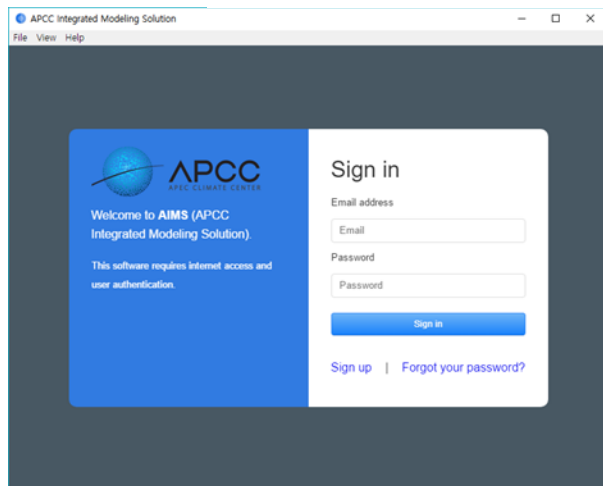 APCC Integrated Modeling Solution
File View Help
APCC
APEC CLIMATE CENTER
Welcome to AIMS (APCC
Integrated Modeling Solution).
This software requires internet access and
user authentication.
Sign in
Email address
Email
Password
Password
Sign in
Sign up | Forgot your password?